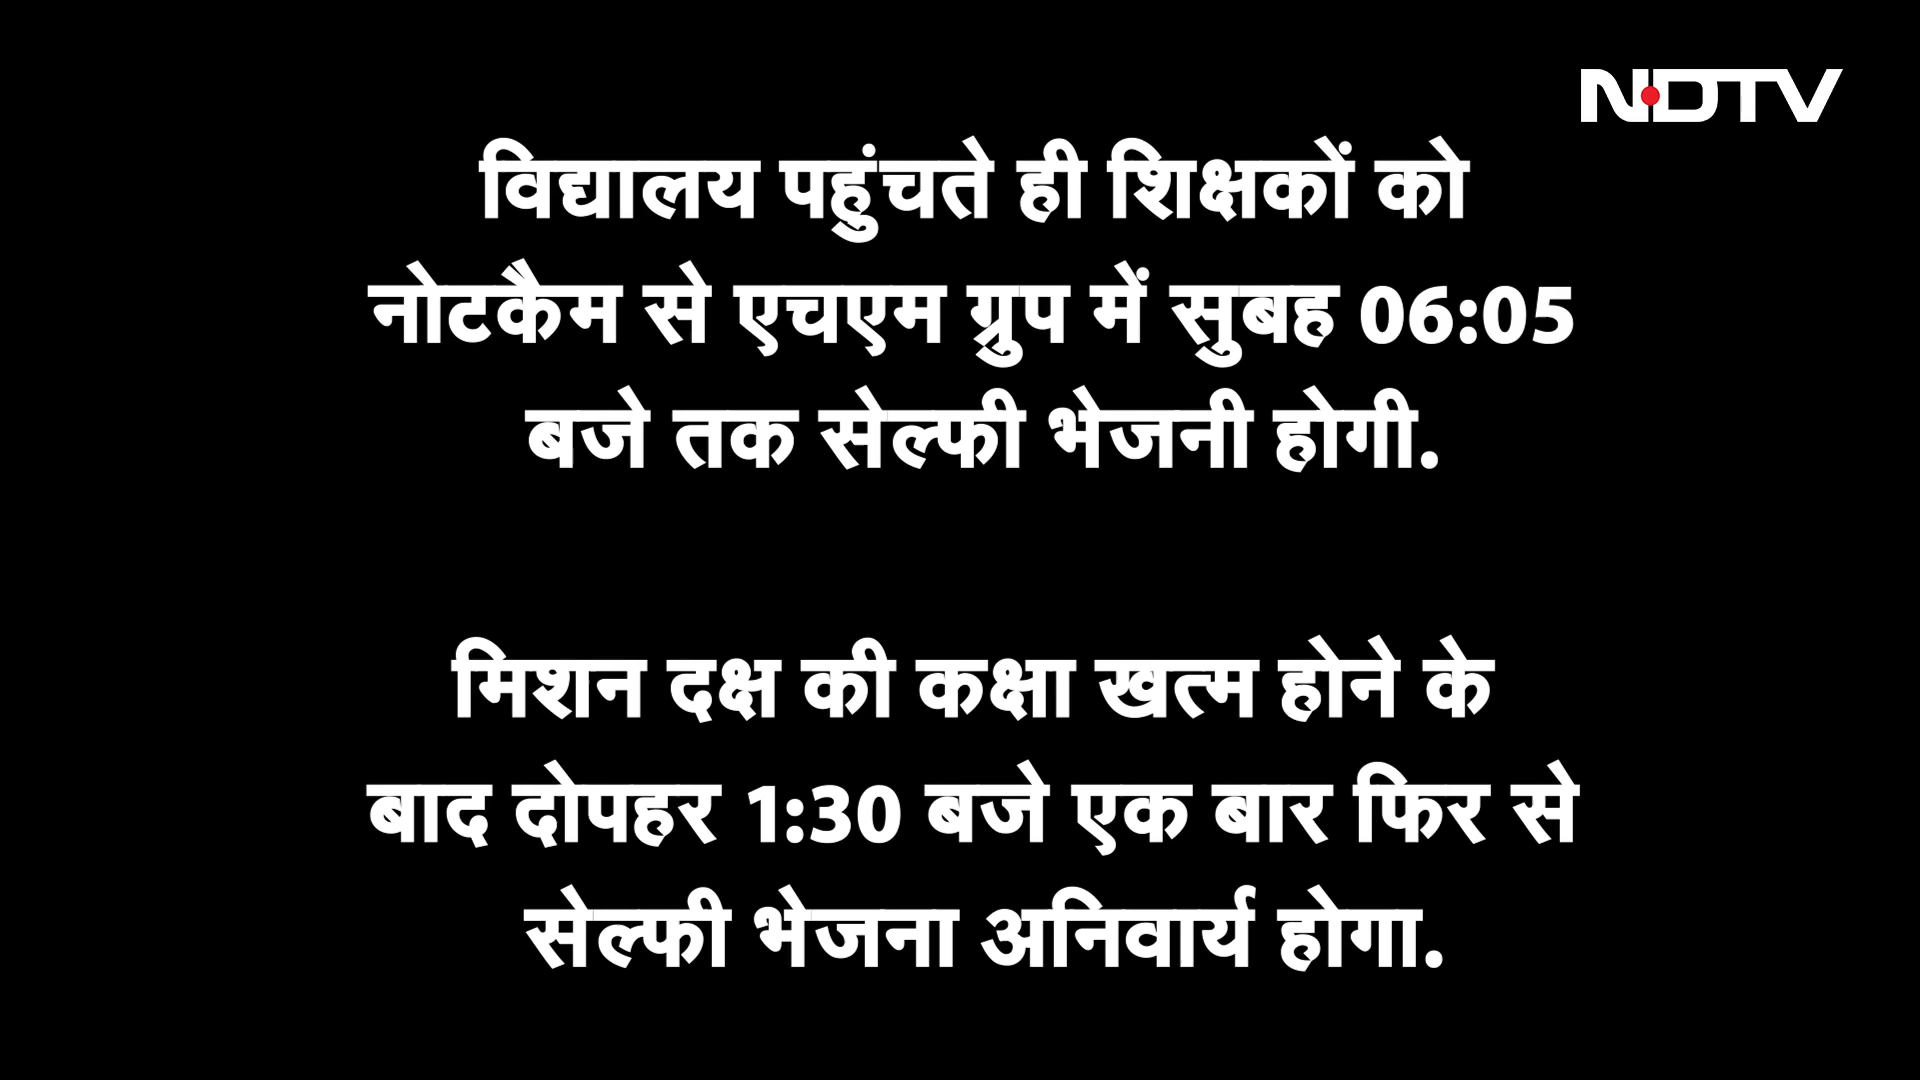 NDTV
विद्यालय पहुंचते ही शिक्षकों को
नोटकैम से एचएम ग्रुप में सुबह 06:05
बजे तक सेल्फी भेजनी होगी.
मिशन दक्ष की कक्षा खत्म होने के
बाद दोपहर 1:30 बजे एक बार फिर से
सेल्फी भेजना अनिवार्य होगा.